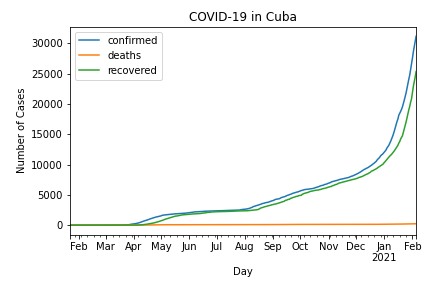 COVID-19 in Cuba
confirmed
deaths
recovered
Number of Cases
30000
25000
20000
15000
10000
5000
0
Feb Mar Apr May Jun Jul Aug Sep Oct Nov Dec Jan Feb
2021
Day